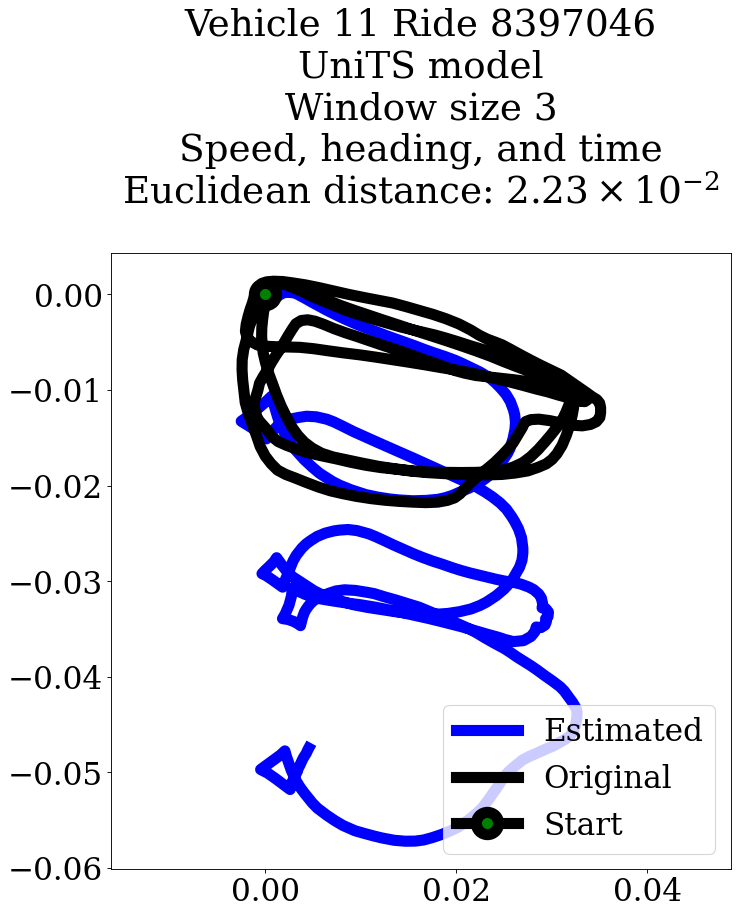 Vehicle 11 Ride 8397046
UniTS model
Window size 3
Speed, heading, and time
Euclidean distance: 2.23 × 10⁻²
0.00
−0.01
−0.02
−0.03
−0.04
−0.05
−0.06
Estimated
Original
Start
0.00 0.02 0.04